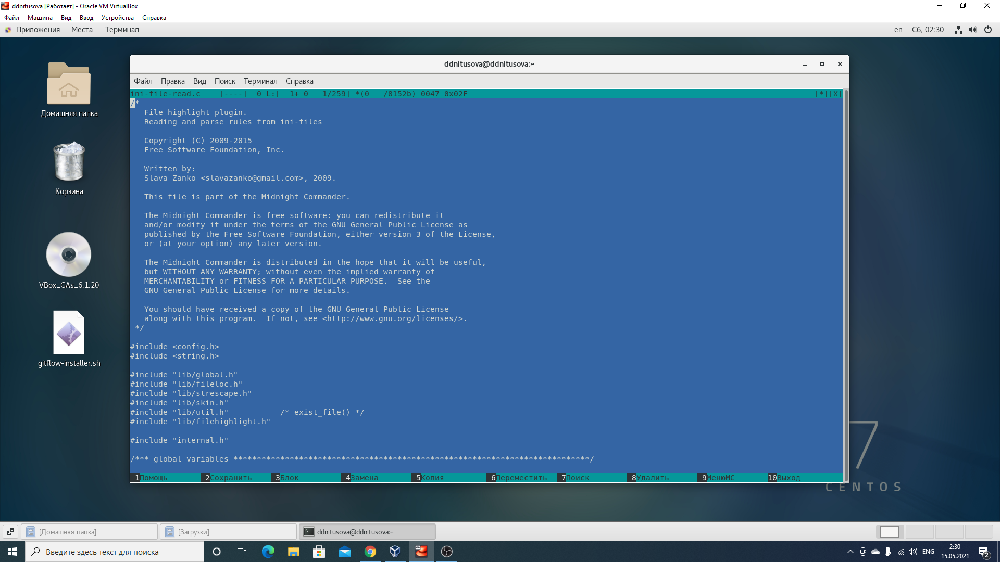 ddnitusova [Работает] - Oracle VM VirtualBox
Файл Машина Вид Ввод Устройства Справка
Приложения Места Терминал en Сб, 02:30
Домашняя папка
Корзина
VBox_GAs_6.1.20
gitflow-installer.sh
ddnitusova@ddnitusova:~
Файл Правка Вид Поиск Терминал Справка
ini-file-read.c    [----]  0 L:[  1+ 0   1/259] *(0   /8152b) 0047 0x02F [*][X]
/*
   File highlight plugin.
   Reading and parse rules from ini-files
   Copyright (C) 2009-2015
   Free Software Foundation, Inc.
   Written by:
   Slava Zanko <slavazanko@gmail.com>, 2009.
   This file is part of the Midnight Commander.
   The Midnight Commander is free software: you can redistribute it
   and/or modify it under the terms of the GNU General Public License as
   published by the Free Software Foundation, either version 3 of the License,
   or (at your option) any later version.
   The Midnight Commander is distributed in the hope that it will be useful,
   but WITHOUT ANY WARRANTY; without even the implied warranty of
   MERCHANTABILITY or FITNESS FOR A PARTICULAR PURPOSE.  See the
   GNU General Public License for more details.
   You should have received a copy of the GNU General Public License
   along with this program.  If not, see <http://www.gnu.org/licenses/>.
 */
#include <config.h>
#include <string.h>
#include "lib/global.h"
#include "lib/fileloc.h"
#include "lib/strescape.h"
#include "lib/skin.h"
#include "lib/util.h"           /* exist_file() */
#include "lib/filehighlight.h"
#include "internal.h"
/*** global variables ****************************************************************************/
1Помощь 2Сохранить 3Блок 4Замена 5Копия 6Переместить 7Поиск 8Удалить 9МенюMC 10Выход
7
CENTOS
[Домашняя папка] [Загрузки] ddnitusova@ddnitusova:~
Введите здесь текст для поиска
64
ENG
2:30
15.05.2021
2